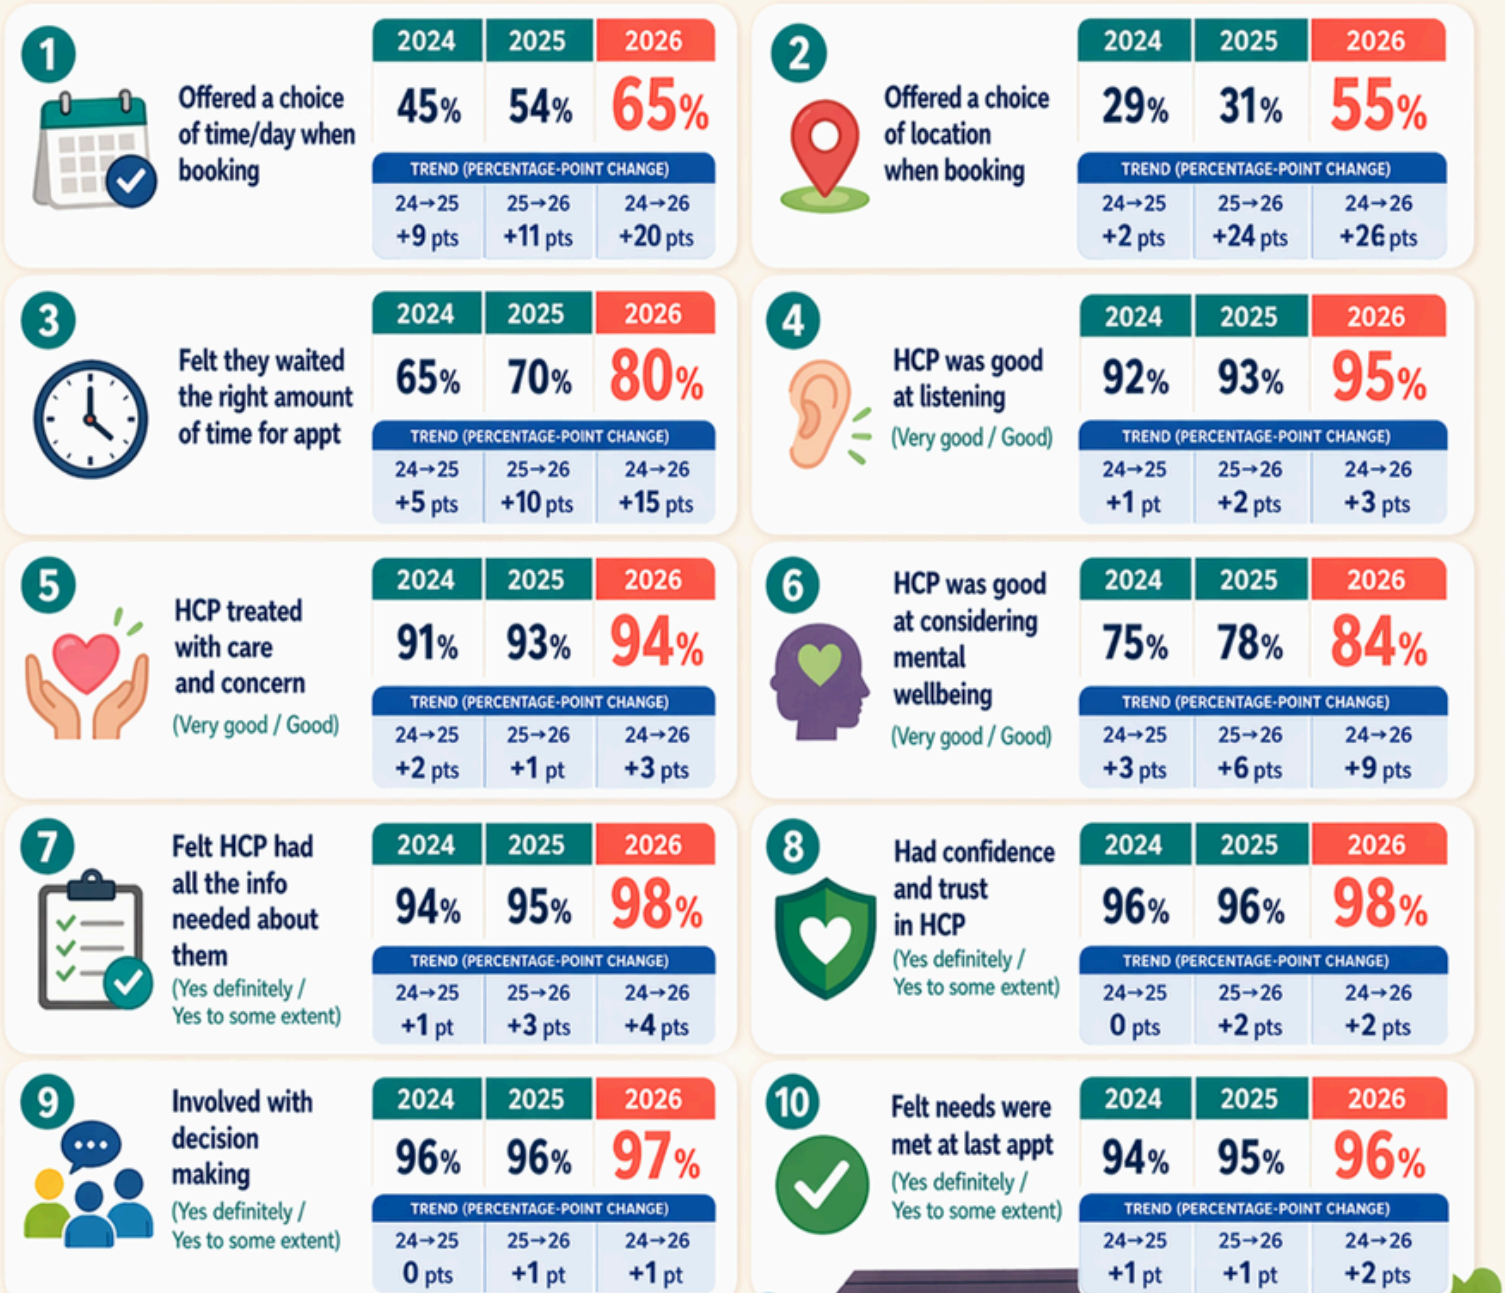 1
Offered a choice
of time/day when
booking
2024 2025 2026
45% 54% 65%
TREND (PERCENTAGE-POINT CHANGE)
24→25 25→26 24→26
+9 pts +11 pts +20 pts
2
Offered a choice
of location
when booking
2024 2025 2026
29% 31% 55%
TREND (PERCENTAGE-POINT CHANGE)
24→25 25→26 24→26
+2 pts +24 pts +26 pts
3
Felt they waited
the right amount
of time for appt
2024 2025 2026
65% 70% 80%
TREND (PERCENTAGE-POINT CHANGE)
24→25 25→26 24→26
+5 pts +10 pts +15 pts
4
HCP was good
at listening
(Very good / Good)
2024 2025 2026
92% 93% 95%
TREND (PERCENTAGE-POINT CHANGE)
24→25 25→26 24→26
+1 pt +2 pts +3 pts
5
HCP treated
with care
and concern
(Very good / Good)
2024 2025 2026
91% 93% 94%
TREND (PERCENTAGE-POINT CHANGE)
24→25 25→26 24→26
+2 pts +1 pt +3 pts
6
HCP was good
at considering
mental
wellbeing
(Very good / Good)
2024 2025 2026
75% 78% 84%
TREND (PERCENTAGE-POINT CHANGE)
24→25 25→26 24→26
+3 pts +6 pts +9 pts
7
Felt HCP had
all the info
needed about
them
(Yes definitely /
Yes to some extent)
2024 2025 2026
94% 95% 98%
TREND (PERCENTAGE-POINT CHANGE)
24→25 25→26 24→26
+1 pt +3 pts +4 pts
8
Had confidence
and trust
in HCP
(Yes definitely /
Yes to some extent)
2024 2025 2026
96% 96% 98%
TREND (PERCENTAGE-POINT CHANGE)
24→25 25→26 24→26
0 pts +2 pts +2 pts
9
Involved with
decision
making
(Yes definitely /
Yes to some extent)
2024 2025 2026
96% 96% 97%
TREND (PERCENTAGE-POINT CHANGE)
24→25 25→26 24→26
0 pts +1 pt +1 pt
10
Felt needs were
met at last appt
(Yes definitely /
Yes to some extent)
2024 2025 2026
94% 95% 96%
TREND (PERCENTAGE-POINT CHANGE)
24→25 25→26 24→26
+1 pt +1 pt +2 pts